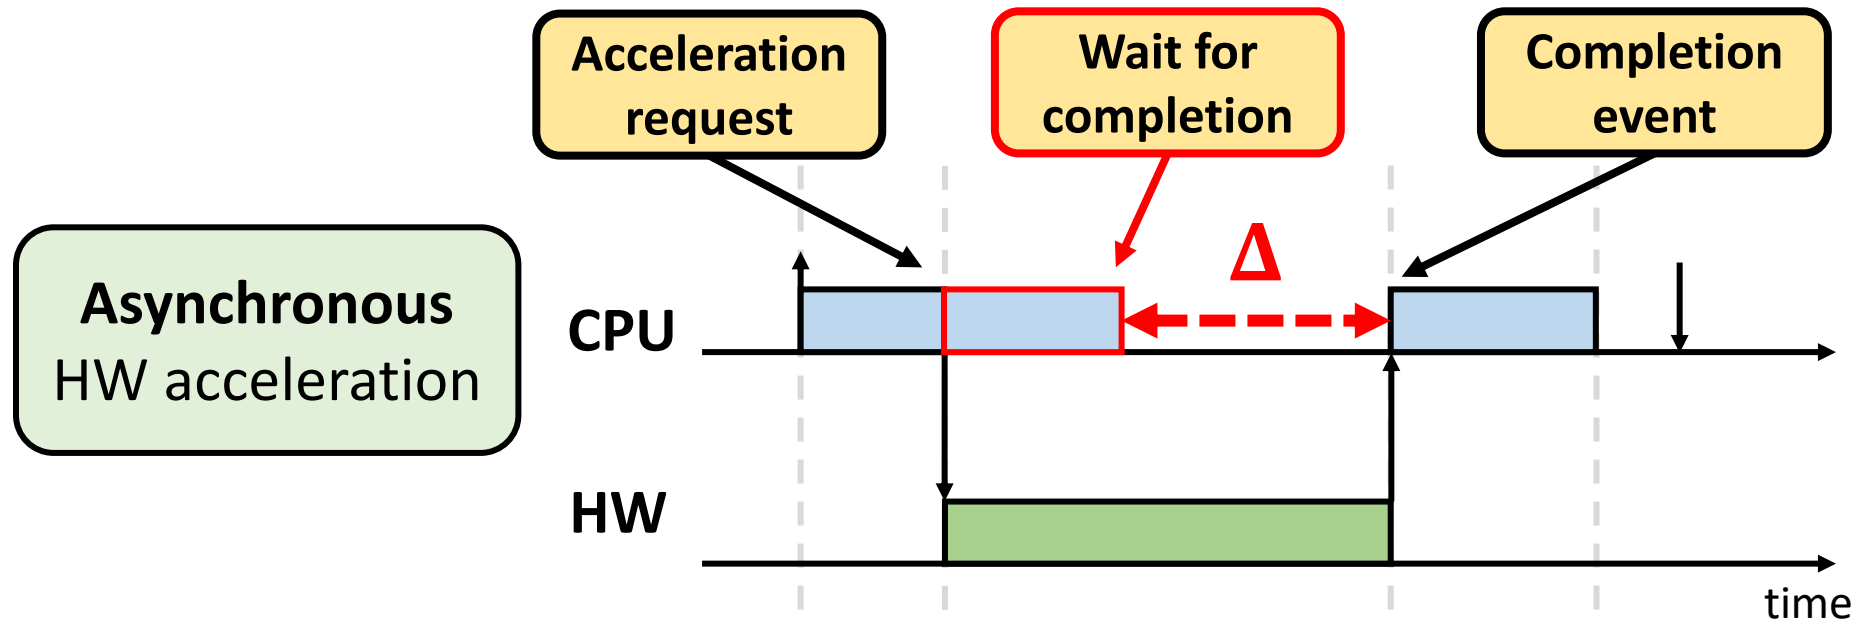 Acceleration
request
Wait for
completion
Completion
event
Asynchronous
HW acceleration
Δ
CPU
HW
time